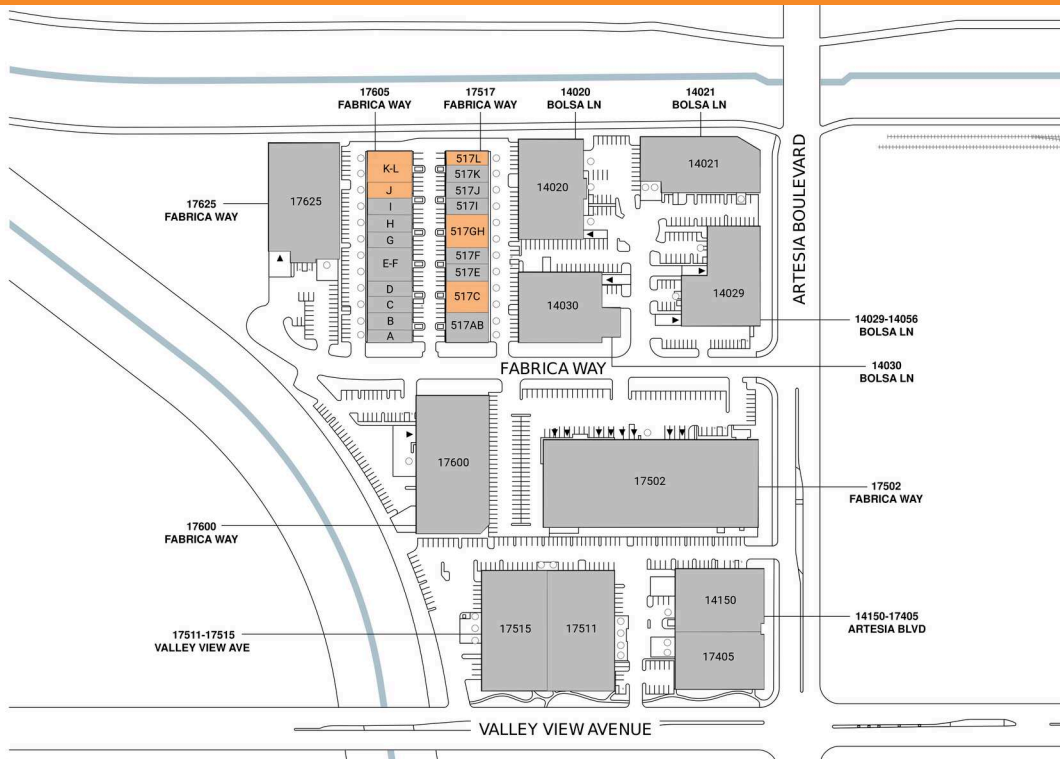 17605
FABRICA WAY
17517
FABRICA WAY
14020
BOLSA LN
14021
BOLSA LN
17625
FABRICA WAY
17625
K-L
J
I
H
G
E-F
D
C
B
A
517L
517K
517J
517I
517GH
517F
517E
517C
517AB
14020
14030
14021
14029
ARTESIA BOULEVARD
14029-14056
BOLSA LN
14030
BOLSA LN
FABRICA WAY
17600
17502
17502
FABRICA WAY
17600
FABRICA WAY
17515
17511
14150
17405
14150-17405
ARTESIA BLVD
17511-17515
VALLEY VIEW AVE
VALLEY VIEW AVENUE